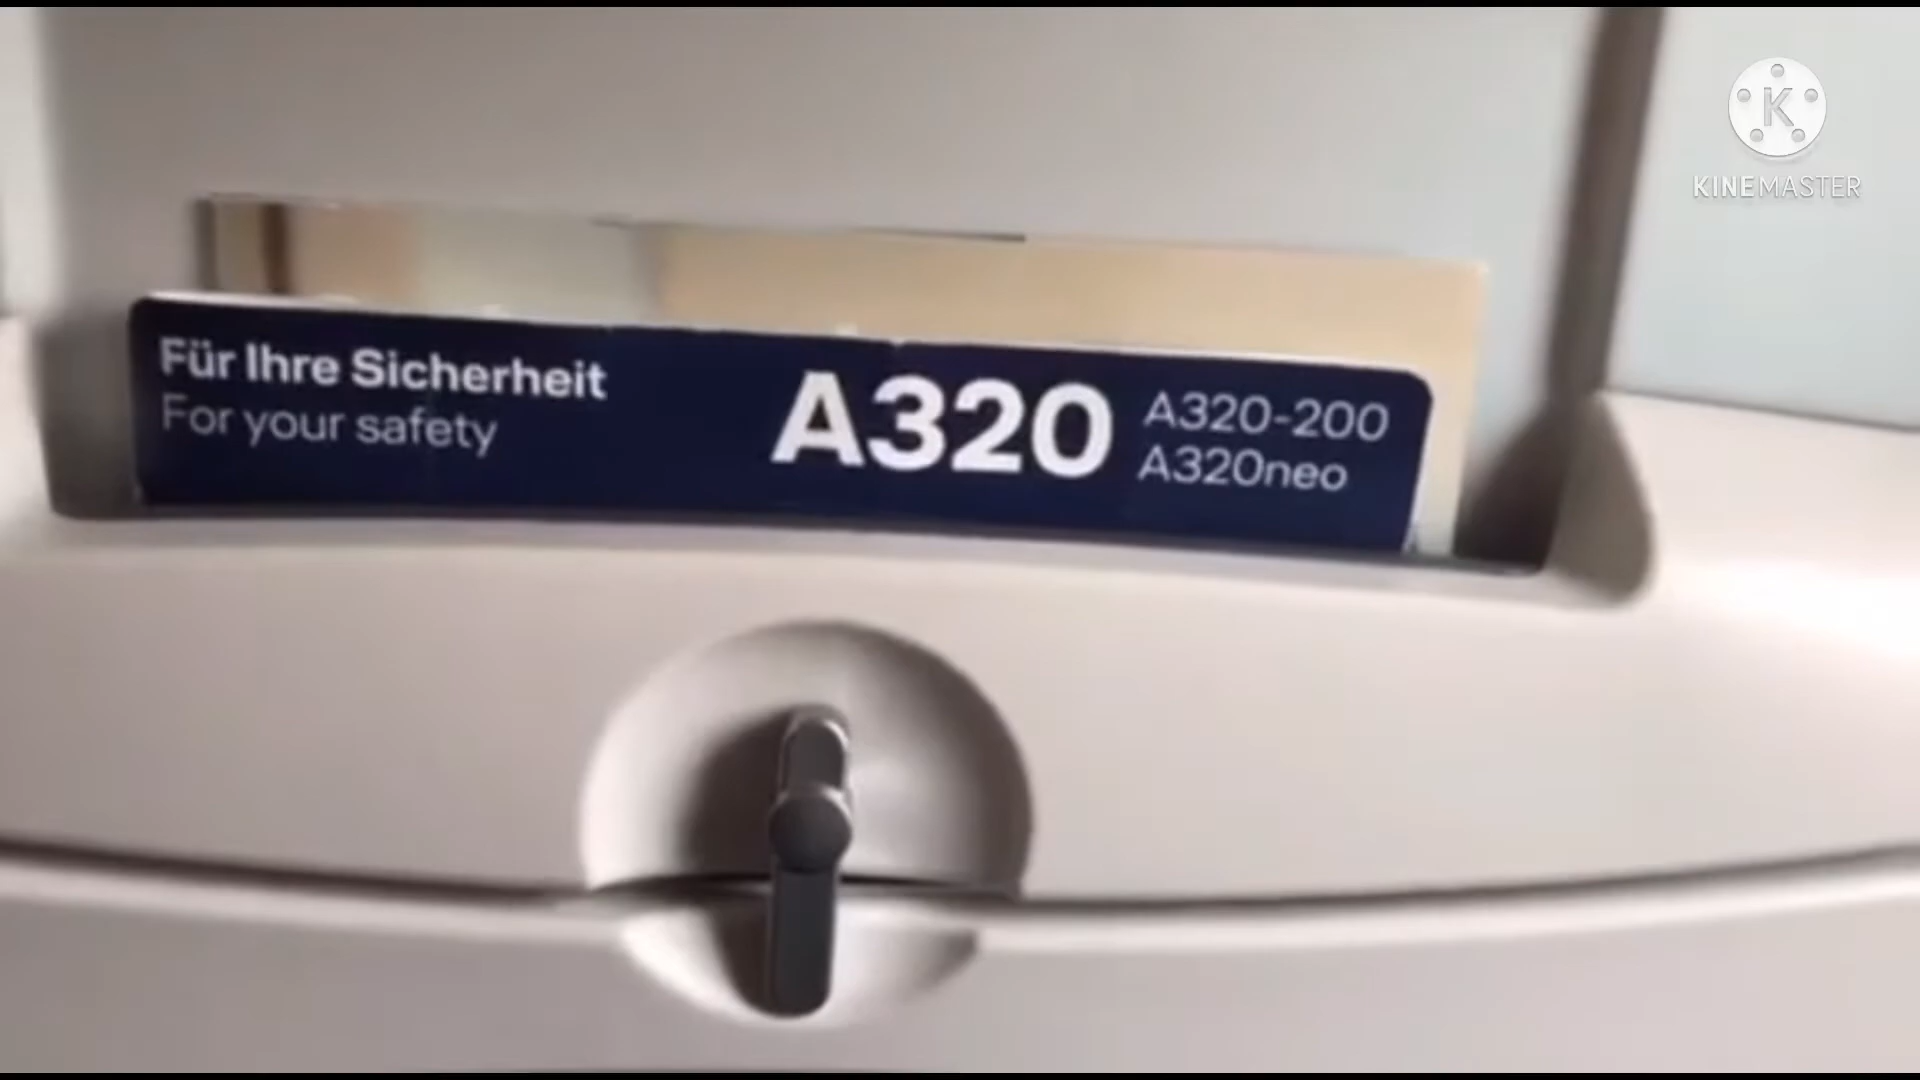 Für Ihre Sicherheit
For your safety
A320
A320-200
A320neo
K
KINEMASTER